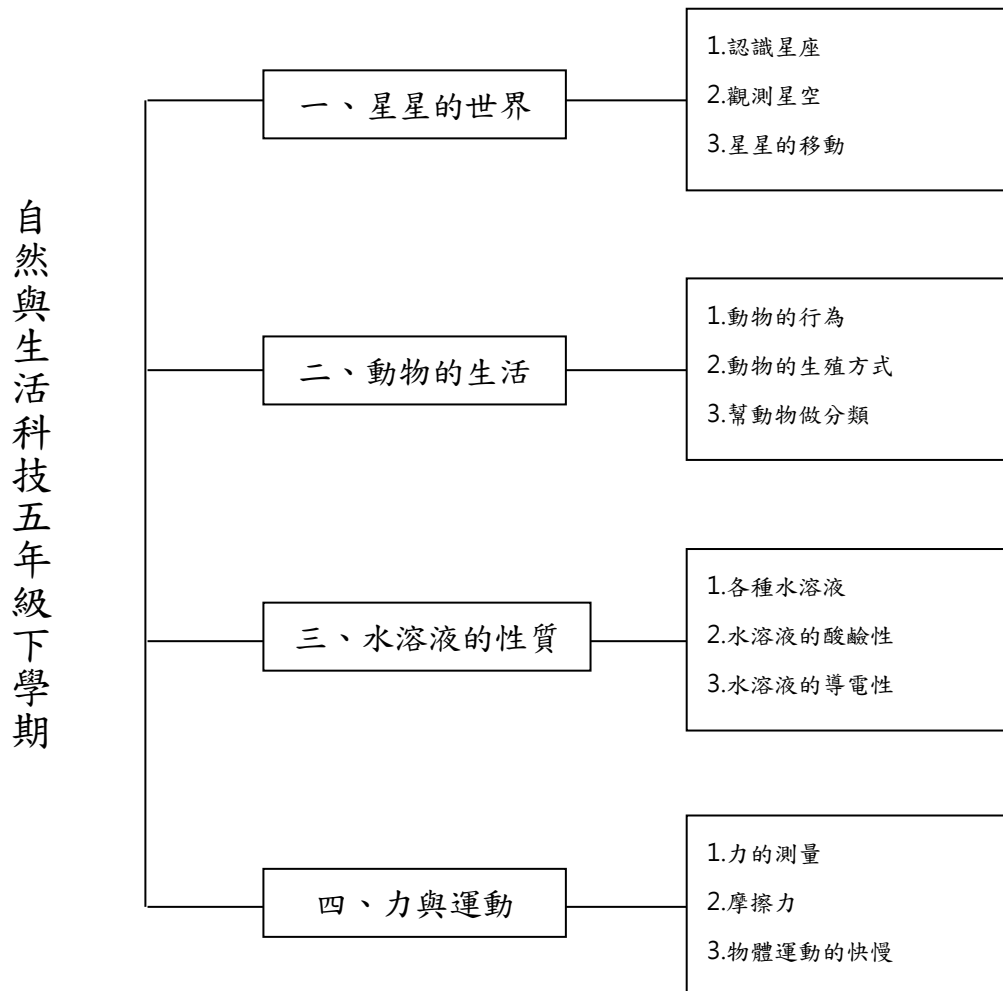 自然與生活科技五年級下學期
一、星星的世界
1.認識星座
2.觀測星空
3.星星的移動
二、動物的生活
1.動物的行為
2.動物的生殖方式
3.幫動物做分類
三、水溶液的性質
1.各種水溶液
2.水溶液的酸鹼性
3.水溶液的導電性
四、力與運動
1.力的測量
2.摩擦力
3.物體運動的快慢